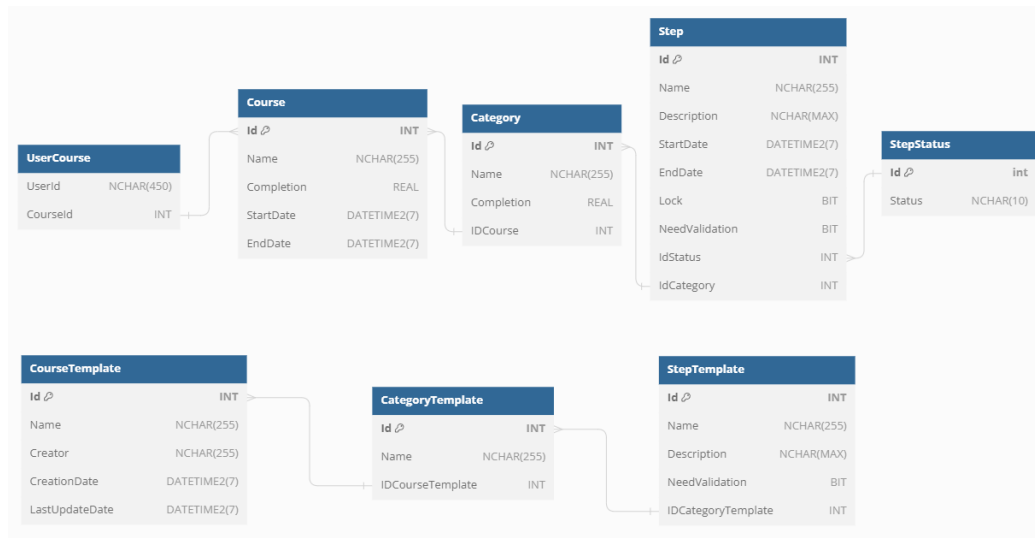 UserCourse
UserId NCHAR(450)
CourseId INT
Course
Id INT
Name NCHAR(255)
Completion REAL
StartDate DATETIME2(7)
EndDate DATETIME2(7)
Category
Id INT
Name NCHAR(255)
Completion REAL
IDCourse INT
Step
Id INT
Name NCHAR(255)
Description NCHAR(MAX)
StartDate DATETIME2(7)
EndDate DATETIME2(7)
Lock BIT
NeedValidation BIT
IdStatus INT
IdCategory INT
StepStatus
Id int
Status NCHAR(10)
CourseTemplate
Id INT
Name NCHAR(255)
Creator NCHAR(255)
CreationDate DATETIME2(7)
LastUpdateDate DATETIME2(7)
CategoryTemplate
Id INT
Name NCHAR(255)
IDCourseTemplate INT
StepTemplate
Id INT
Name NCHAR(255)
Description NCHAR(MAX)
NeedValidation BIT
IDCategoryTemplate INT